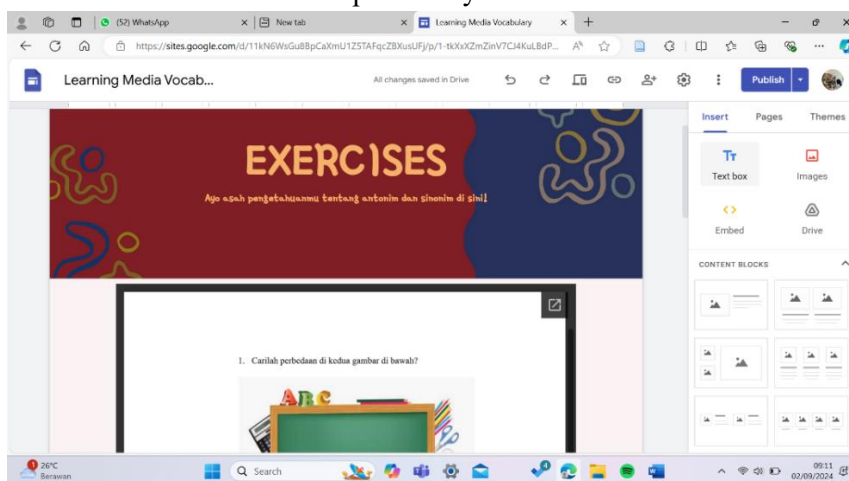 (52) WhatsApp
New tab
Learning Media Vocabulary
https://sites.google.com/d/11kN6WsGu8BpCaXmU1Z5TAFqcZBXusUFj/p/1-tkXxXZmZinV7CJ4KuL8dP...
Learning Media Vocab...
All changes saved in Drive
Publish
Insert Pages Themes
EXERCISES
Ayo asah pengetahuanmu tentang antonim dan sinonim di sini!
Text box Images
Embed Drive
CONTENT BLOCKS
1. Carilah perbedaan di kedua gambar di bawah?
ABC
26°C
Berawan
Search
09:11
02/09/2024